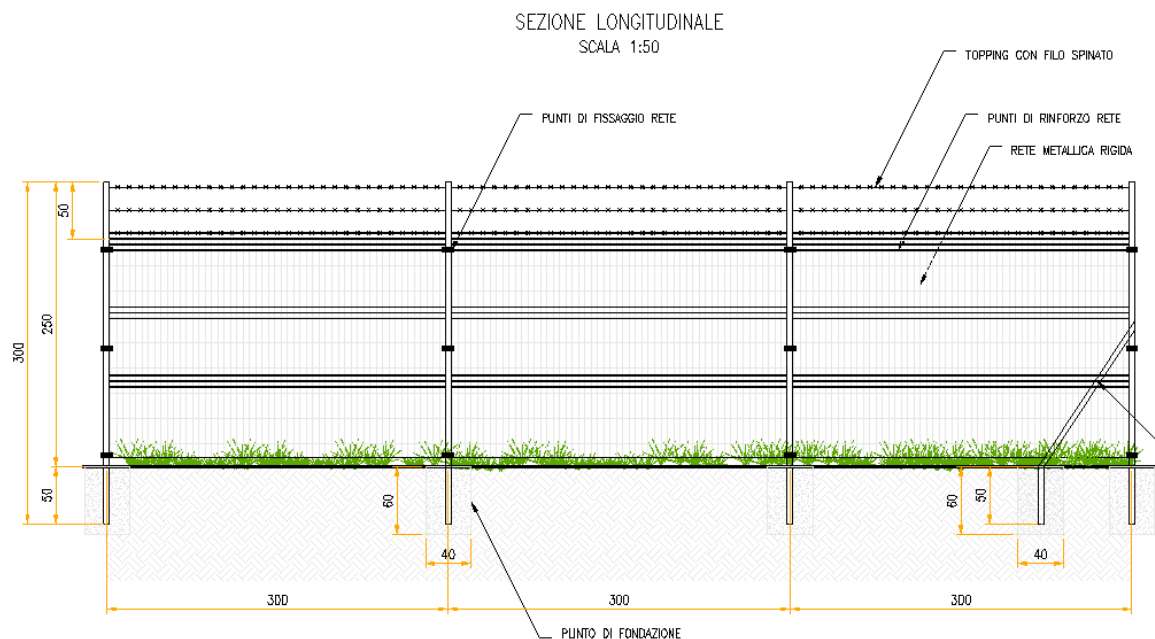 SEZIONE LONGITUDINALE
SCALA 1:50
TOPPING CON FILO SPINATO
PUNTI DI FISSAGGIO RETE
PUNTI DI RINFORZO RETE
RETE METALLICA RIGIDA
50
250
300
50
60
40
60
50
40
300
300
300
PUNTO DI FONDAZIONE